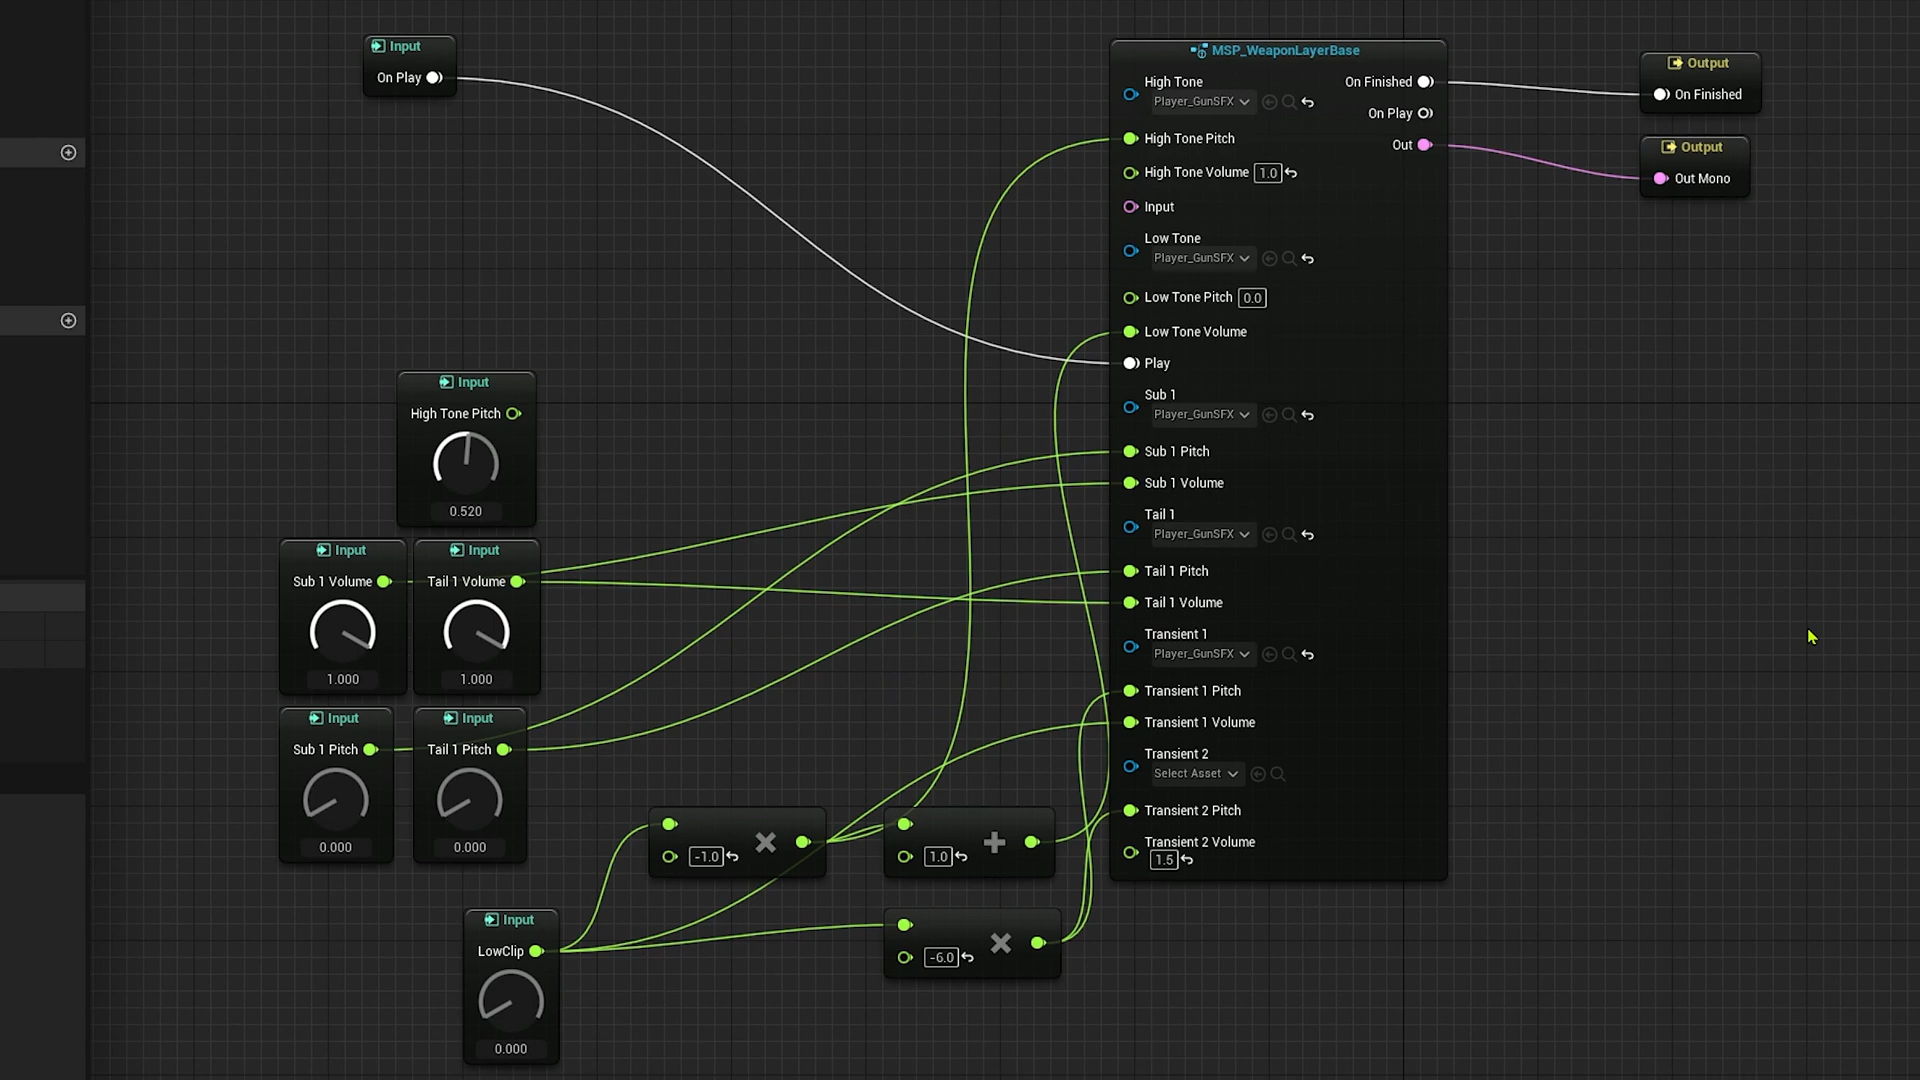 Input
On Play
MSP_WeaponLayerBase
High Tone
Player_GunSFX
High Tone Pitch
High Tone Volume 1.0
Input
Low Tone
Player_GunSFX
Low Tone Pitch 0.0
Low Tone Volume
Play
Sub 1
Player_GunSFX
Sub 1 Pitch
Sub 1 Volume
Tail 1
Player_GunSFX
Tail 1 Pitch
Tail 1 Volume
Transient 1
Player_GunSFX
Transient 1 Pitch
Transient 1 Volume
Transient 2
Select Asset
Transient 2 Pitch
Transient 2 Volume
1.5
On Finished
On Play
Out
Output
On Finished
Output
Out Mono
Input
High Tone Pitch
0.520
Input
Sub 1 Volume
1.000
Input
Tail 1 Volume
1.000
Input
Sub 1 Pitch
0.000
Input
Tail 1 Pitch
0.000
-1.0
1.0
Input
LowClip
0.000
-6.0